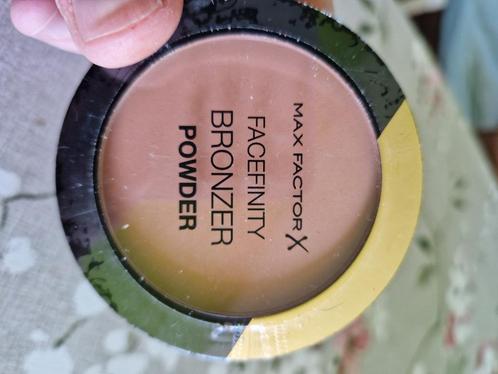 MAX FACTOR X
FACEFINITY
BRONZER
POWDER